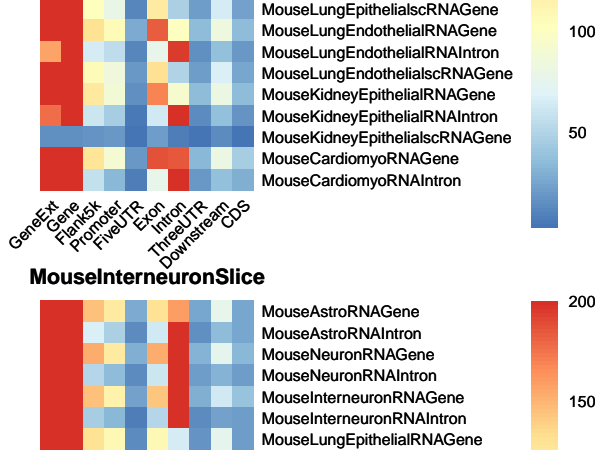 MouseLungEpithelialscRNAGene
MouseLungEndothelialRNAGene
MouseLungEndothelialRNAIntron
MouseLungEndothelialscRNAGene
MouseKidneyEpithelialRNAGene
MouseKidneyEpithelialRNAIntron
MouseKidneyEpithelialscRNAGene
MouseCardiomyoRNAGene
MouseCardiomyoRNAIntron
100
50
GeneExt
Gene
Flank5k
Promoter
FiveUTR
Exon
Intron
ThreeUTR
Downstream
CDS
MouseInterneuronSlice
MouseAstroRNAGene
MouseAstroRNAIntron
MouseNeuronRNAGene
MouseNeuronRNAIntron
MouseInterneuronRNAGene
MouseInterneuronRNAIntron
MouseLungEpithelialRNAGene
200
150